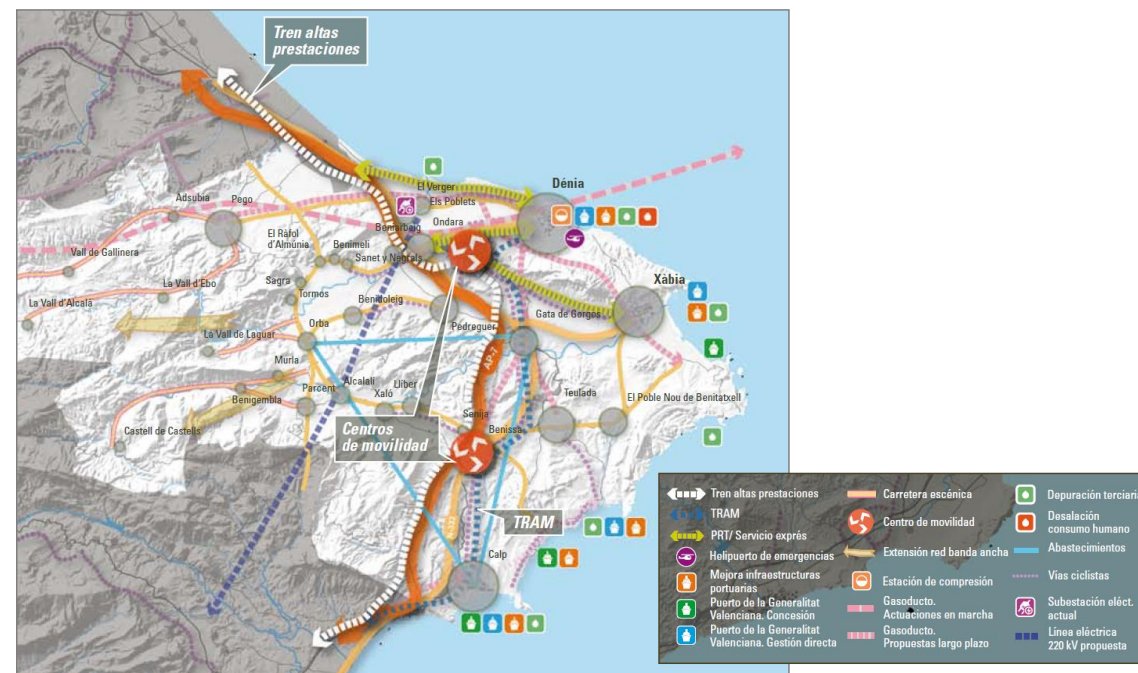 Tren altas
prestaciones
El Verger
Dénia
Adsubia
Pego
Els Poblets
Ondara
Benlarbeig
El Ràfol
d'Almúnia
Benimeli
Sanet y Negrals
Vall de Gallinera
Xàbia
Sagra
La Vall d'Ebo
Tormos
Benidoleig
La Vall d'Alcalà
Gata de Gorgos
Orba
Pedreguer
La Vall de Laguar
AP-7
Murla
Alcalalí
Llíber
Parcent
Xaló
Teulada
Benigembla
El Poble Nou de Benitatxell
Senija
Castell de Castells
Centros
de movilidad
Benissa
TRAM
Calp
Tren altas prestaciones
TRAM
PRT/ Servicio exprés
Helipuerto de emergencias
Mejora infraestructuras
portuarias
Puerto de la Generalitat
Valenciana. Concesión
Puerto de la Generalitat
Valenciana. Gestión directa
Carretera escénica
Centro de movilidad
Extensión red banda ancha
Estación de compresión
Gasoducto.
Actuaciones en marcha
Gasoducto.
Propuestas largo plazo
Depuración terciaria
Desalación
consumo humano
Abastecimientos
Vías ciclistas
Subestación eléct.
actual
Línea eléctrica
220 kV propuesta